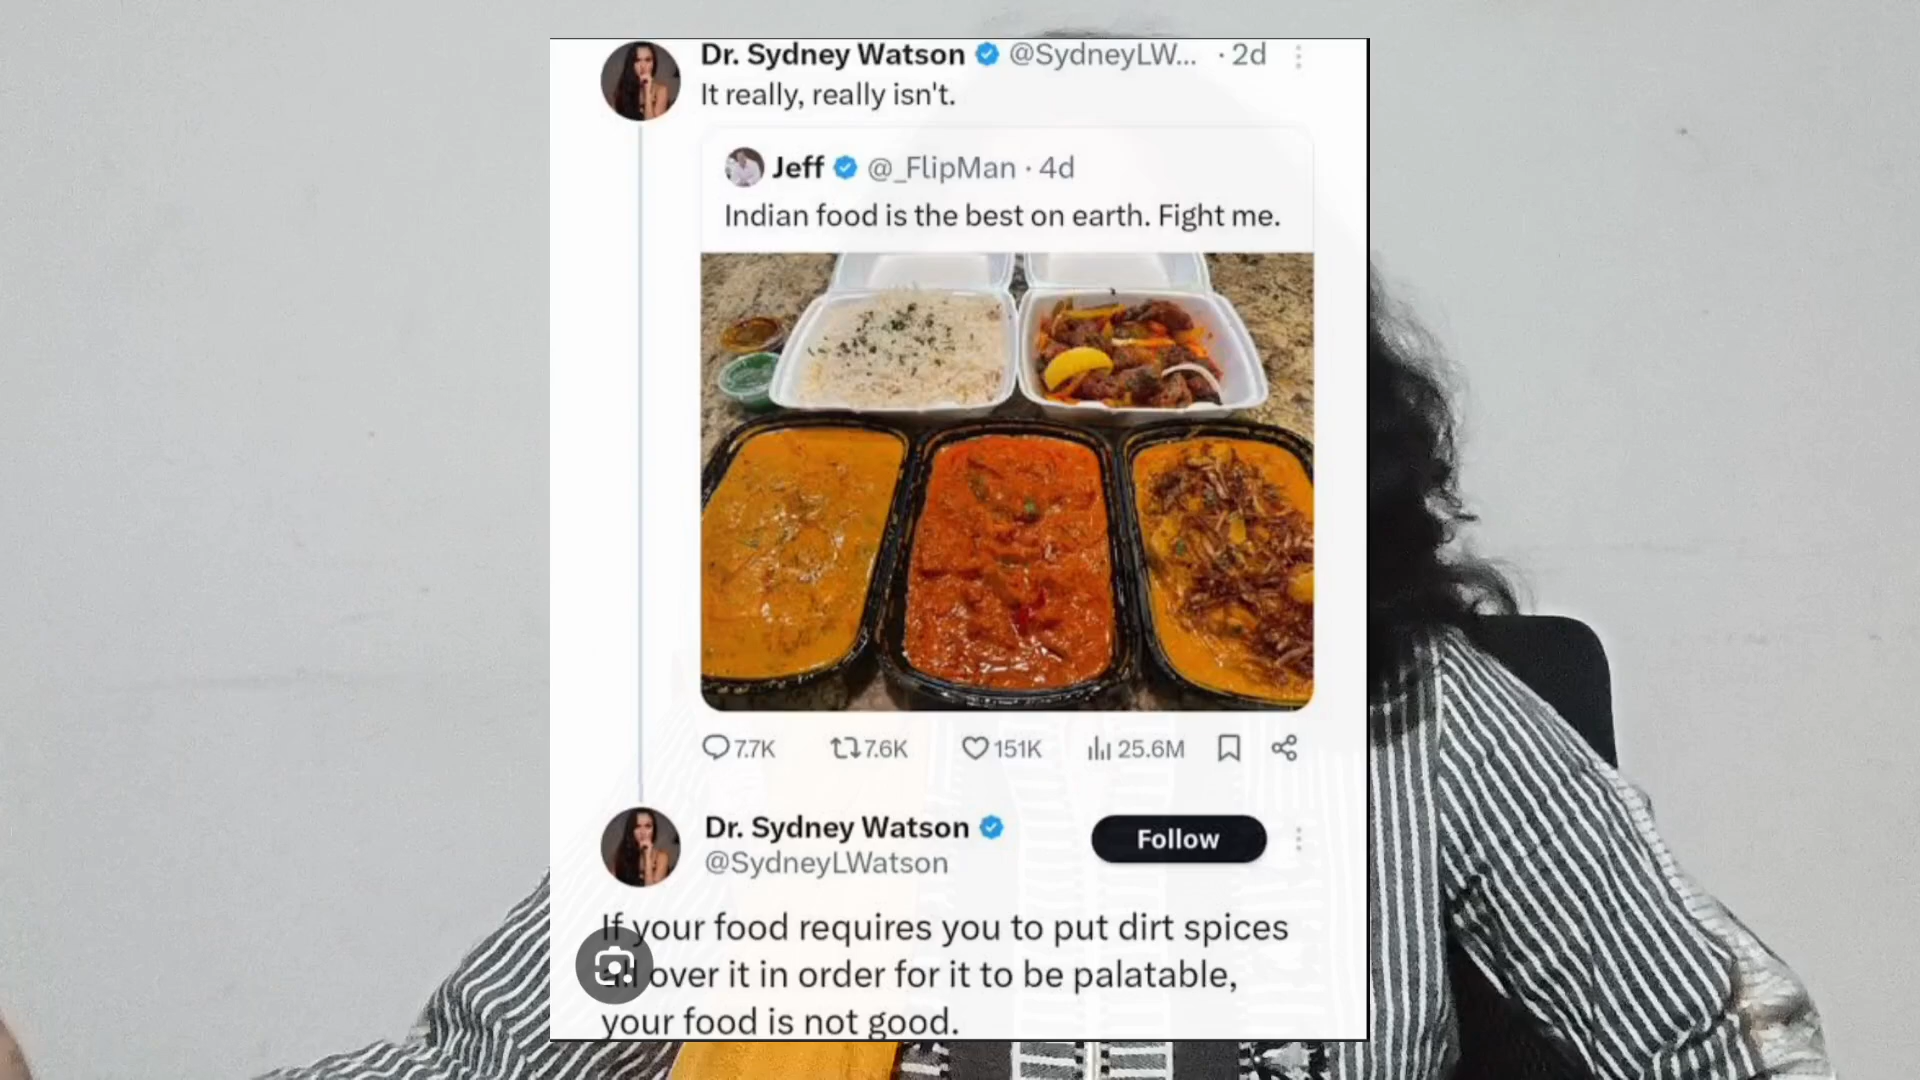 Dr. Sydney Watson @SydneyLW... · 2d
It really, really isn't.
Jeff @_FlipMan · 4d
Indian food is the best on earth. Fight me.
7.7K 7.6K 151K 25.6M
Dr. Sydney Watson
Follow
@SydneyLWatson
If your food requires you to put dirt spices
all over it in order for it to be palatable,
your food is not good.